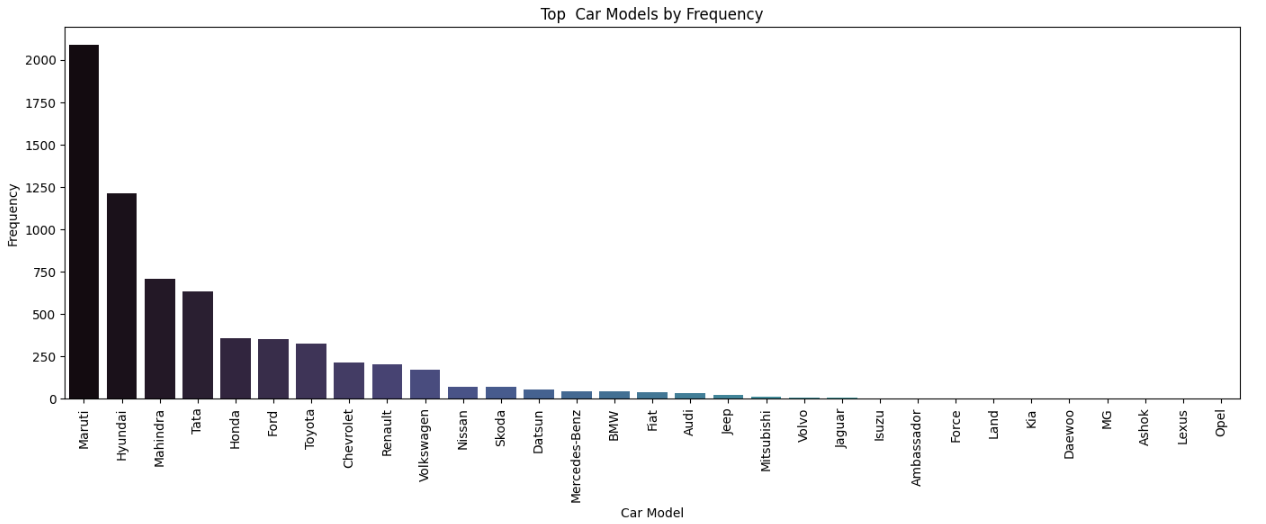 Top  Car Models by Frequency
Frequency
2000
1750
1500
1250
1000
750
500
250
0
Maruti
Hyundai
Mahindra
Tata
Honda
Ford
Toyota
Chevrolet
Renault
Volkswagen
Nissan
Skoda
Datsun
Mercedes-Benz
BMW
Fiat
Audi
Jeep
Mitsubishi
Volvo
Jaguar
Isuzu
Ambassador
Force
Land
Kia
Daewoo
MG
Ashok
Lexus
Opel
Car Model